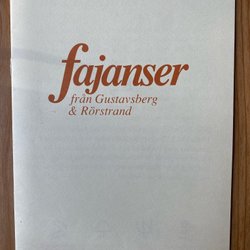 fajanser
från Gustavsberg
& Rörstrand